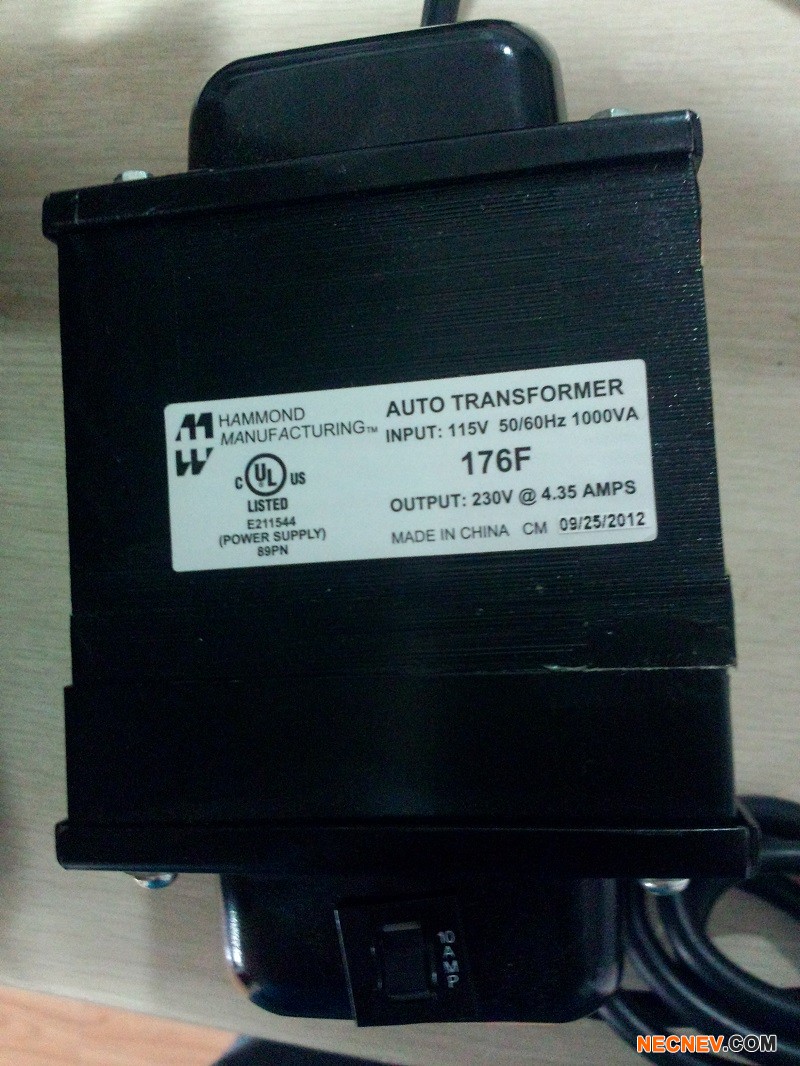 HAMMOND
MANUFACTURING™
C UL US
LISTED
E211544
(POWER SUPPLY)
89PN
AUTO TRANSFORMER
INPUT: 115V 50/60Hz 1000VA
176F
OUTPUT: 230V @ 4.35 AMPS
MADE IN CHINA CM 09/25/2012
10 AMP
NECNEV.COM